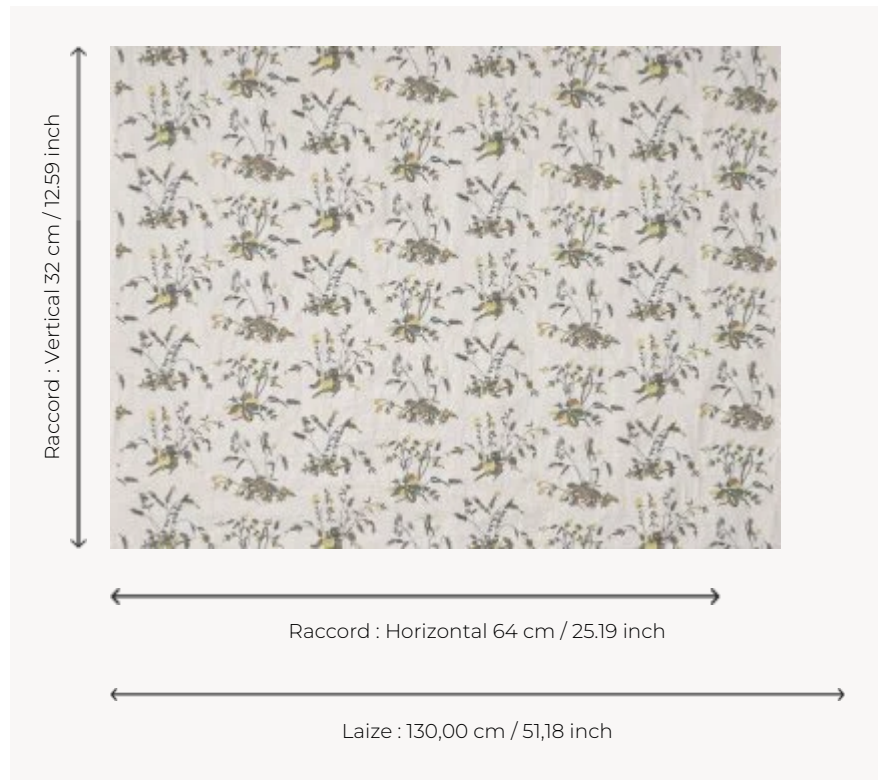 Raccord : Vertical 32 cm / 12.59 inch
Raccord : Horizontal 64 cm / 25.19 inch
Laize : 130,00 cm / 51,18 inch